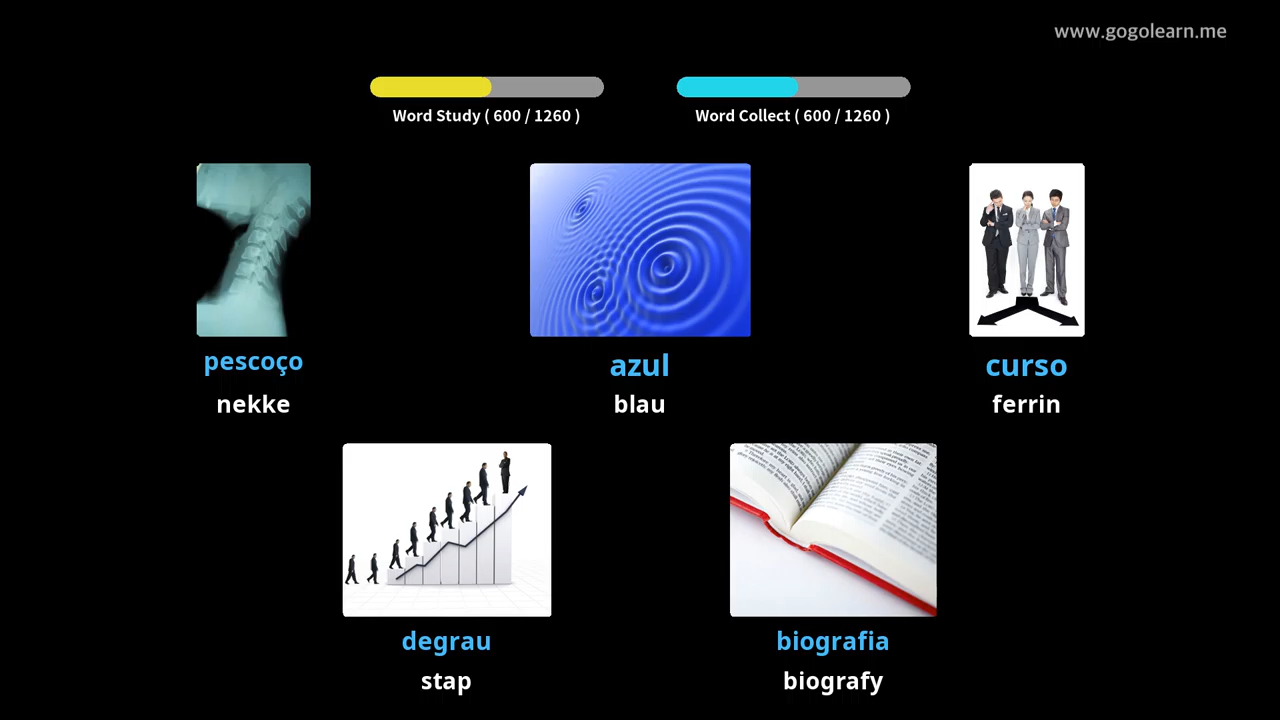 www.gogolearn.me
Word Study ( 600 / 1260 )
Word Collect ( 600 / 1260 )
pescoço
nekke
azul
blau
curso
ferrin
degrau
stap
biografia
biografy